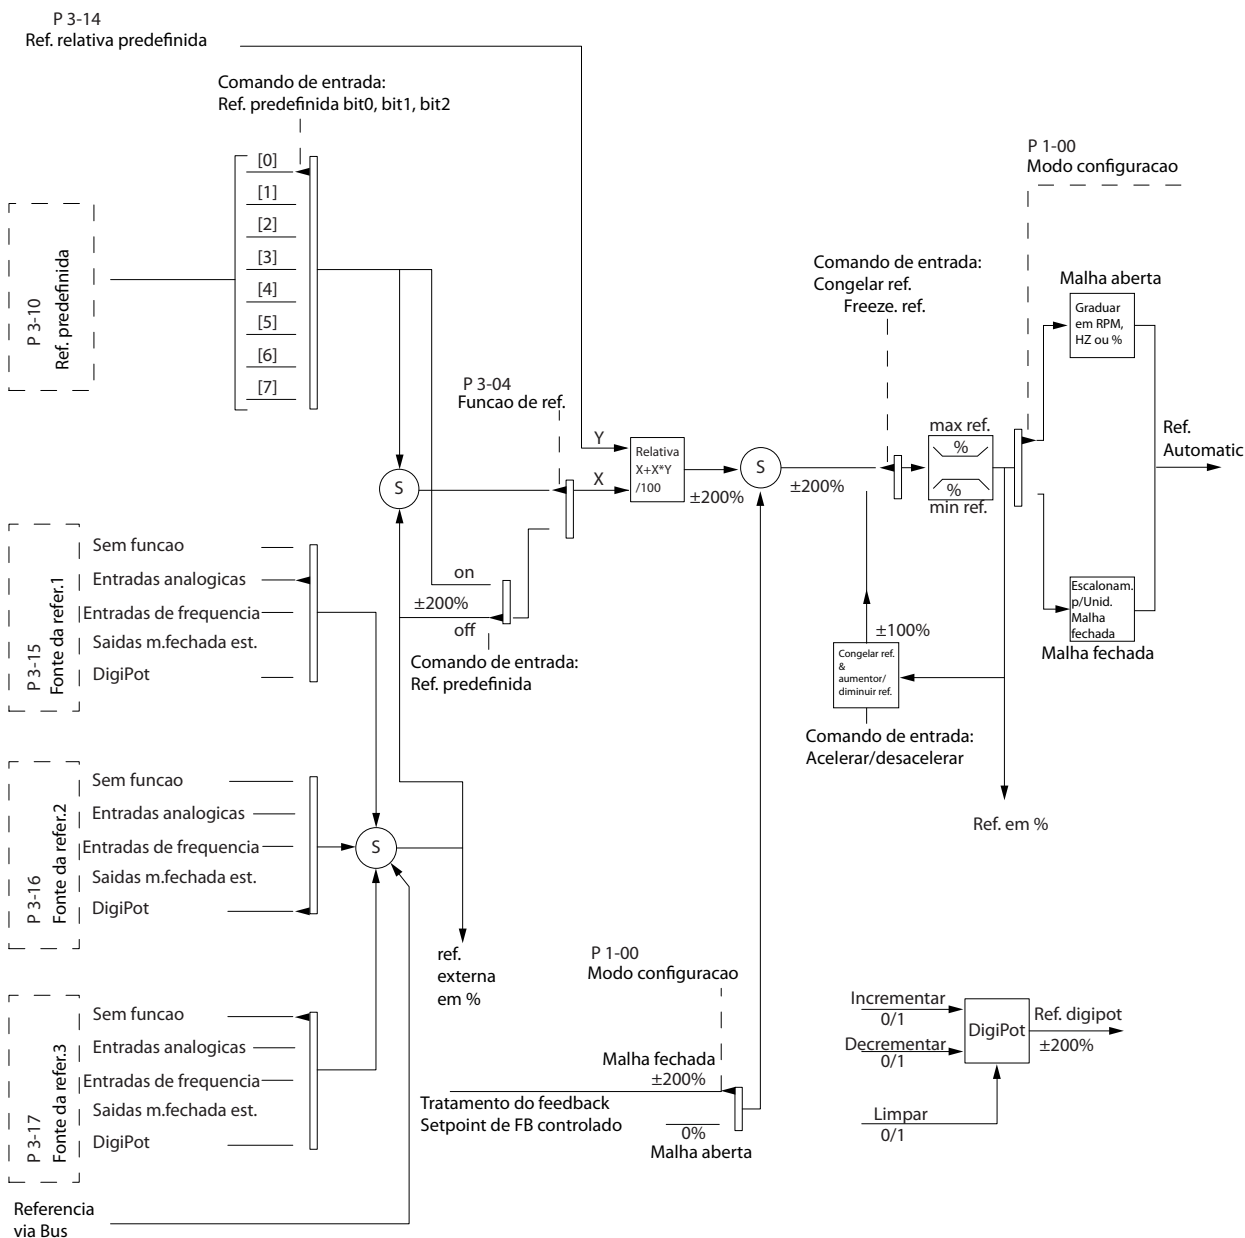 P 3-14
Ref. relativa predefinida
Comando de entrada:
Ref. predefinida bit0, bit1, bit2
[0]
[1]
[2]
[3]
[4]
[5]
[6]
[7]
P 3-10
Ref. predefinida
P 1-00
Modo configuracao
Comando de entrada:
Congelar ref.
Freeze. ref.
Malha aberta
Graduar
em RPM,
HZ ou %
P 3-04
Funcao de ref.
Y
X
Relativa
X+X*Y
/100
±200%
S
±200%
max ref.
%
%
min ref.
Ref.
Automatic
S
on
±200%
off
Comando de entrada:
Ref. predefinida
P 3-15
Fonte da refer.1
Sem funcao
Entradas analogicas
Entradas de frequencia
Saidas m.fechada est.
DigiPot
±100%
Congelar ref.
&
aumentor/
diminuir ref.
Comando de entrada:
Acelerar/desacelerar
Escalonam.
p/Unid.
Malha
fechada
Malha fechada
Ref. em %
P 3-16
Fonte da refer.2
Sem funcao
Entradas analogicas
Entradas de frequencia
Saidas m.fechada est.
DigiPot
S
ref.
externa
em %
P 1-00
Modo configuracao
Malha fechada
±200%
Tratamento do feedback
Setpoint de FB controlado
0%
Malha aberta
Incrementar
0/1
Decrementar
0/1
DigiPot
Ref. digipot
±200%
Limpar
0/1
P 3-17
Fonte da refer.3
Sem funcao
Entradas analogicas
Entradas de frequencia
Saidas m.fechada est.
DigiPot
Referencia
via Bus